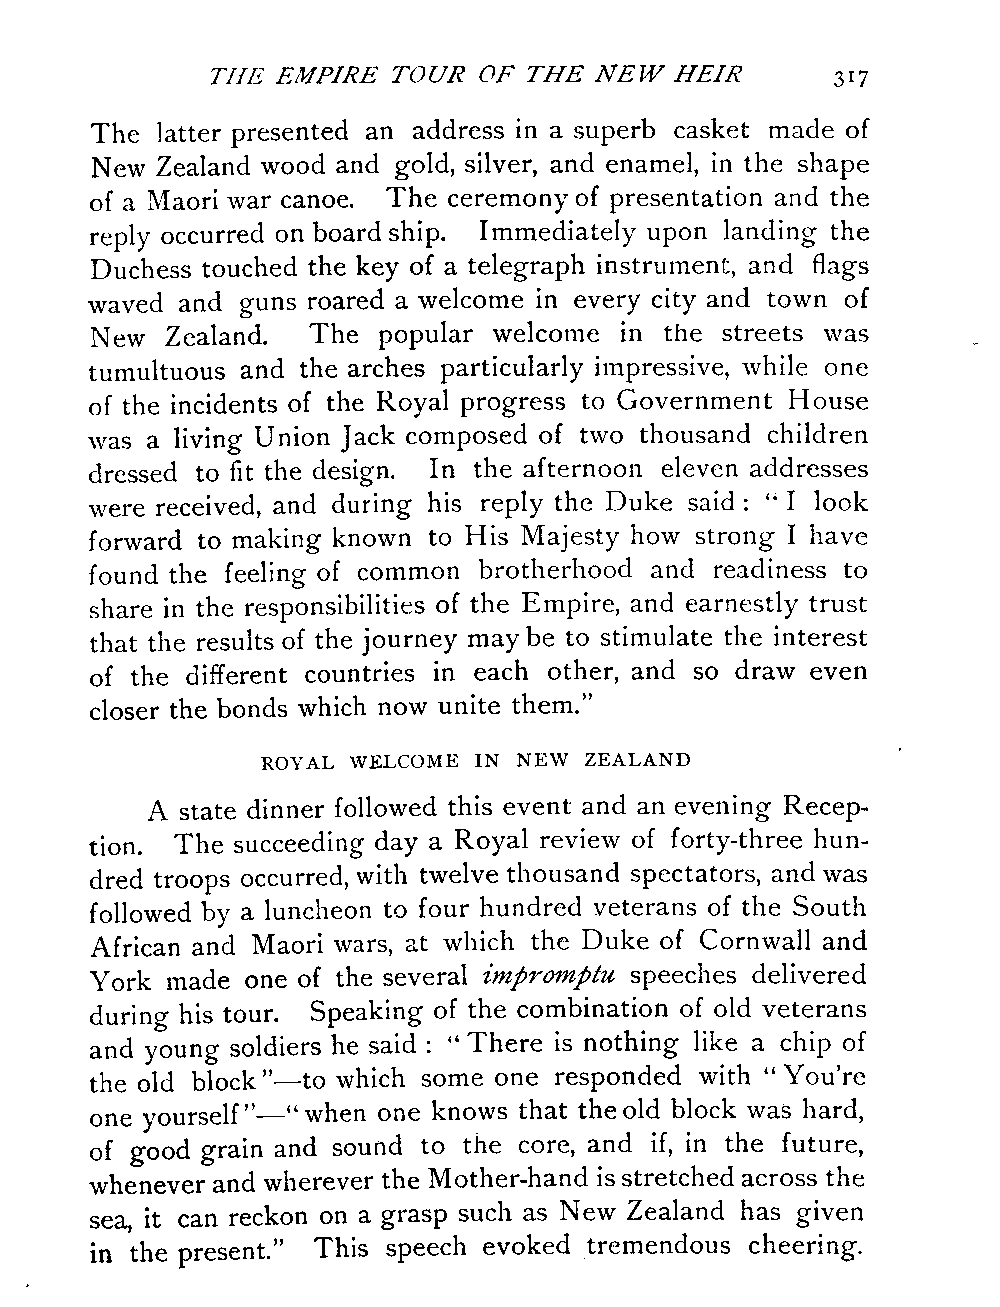 THE EMPIRE TOUR OF THE NEW HEIR 317
The latter presented an address in a superb casket made of
New Zealand wood and gold, silver, and enamel, in the shape
of a Maori war canoe. The ceremony of presentation and the
reply occurred on board ship. Immediately upon landing the
Duchess touched the key of a telegraph instrument, and flags
waved and guns roared a welcome in every city and town of
New Zealand. The popular welcome in the streets was
tumultuous and the arches particularly impressive, while one
of the incidents of the Royal progress to Government House
was a living Union Jack composed of two thousand children
dressed to fit the design. In the afternoon eleven addresses
were received, and during his reply the Duke said : “ I look
forward to making known to His Majesty how strong I have
found the feeling of common brotherhood and readiness to
share in the responsibilities of the Empire, and earnestly trust
that the results of the journey may be to stimulate the interest
of the different countries in each other, and so draw even
closer the bonds which now unite them.”
ROYAL WELCOME IN NEW ZEALAND
A state dinner followed this event and an evening Recep-
tion. The succeeding day a Royal review of forty-three hun-
dred troops occurred, with twelve thousand spectators, and was
followed by a luncheon to four hundred veterans of the South
African and Maori wars, at which the Duke of Cornwall and
York made one of the several impromptu speeches delivered
during his tour. Speaking of the combination of old veterans
and young soldiers he said : “ There is nothing like a chip of
the old block ”—to which some one responded with “ You're
one yourself ”—“ when one knows that the old block was hard,
of good grain and sound to the core, and if, in the future,
whenever and wherever the Mother-hand is stretched across the
sea, it can reckon on a grasp such as New Zealand has given
in the present.” This speech evoked tremendous cheering.